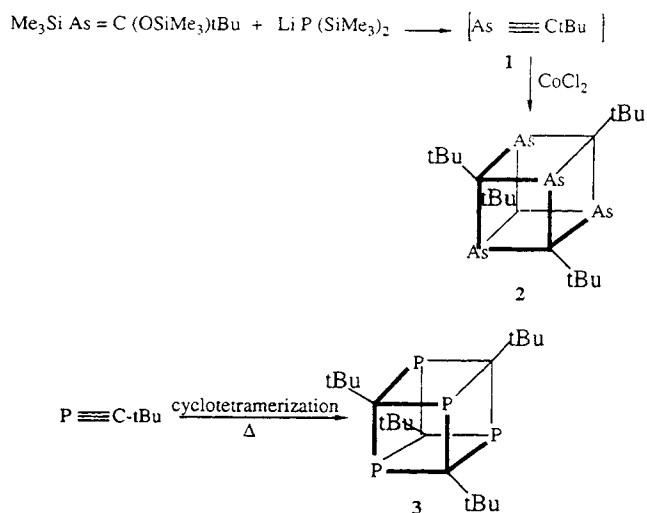 Me₃Si As = C (OSiMe₃)tBu + Li P (SiMe₃)₂ → [As ≡ CtBu ]
1
CoCl₂
tBu
As
tBu
As
tBu
As
As
tBu
2
tBu
P
tBu
P
P ≡ C-tBu
cyclotetramerization
Δ
tBu
P
P
tBu
3